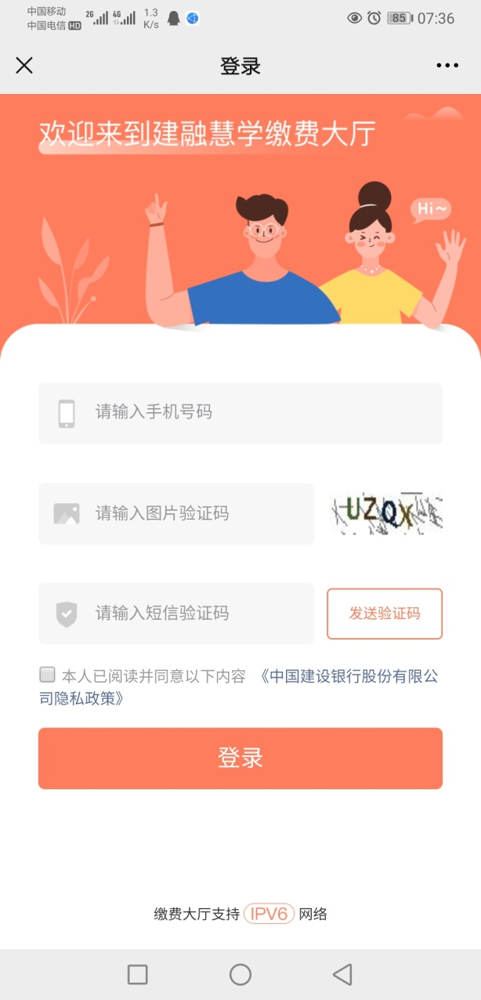 中国移动
中国电信HD
2G
4G
1.3
K/s
85
07:36
登录
欢迎来到建融慧学缴费大厅
Hi~
请输入手机号码
请输入图片验证码
UZQX
请输入短信验证码
发送验证码
本人已阅读并同意以下内容 《中国建设银行股份有限公
司隐私政策》
登录
缴费大厅支持 IPV6 网络